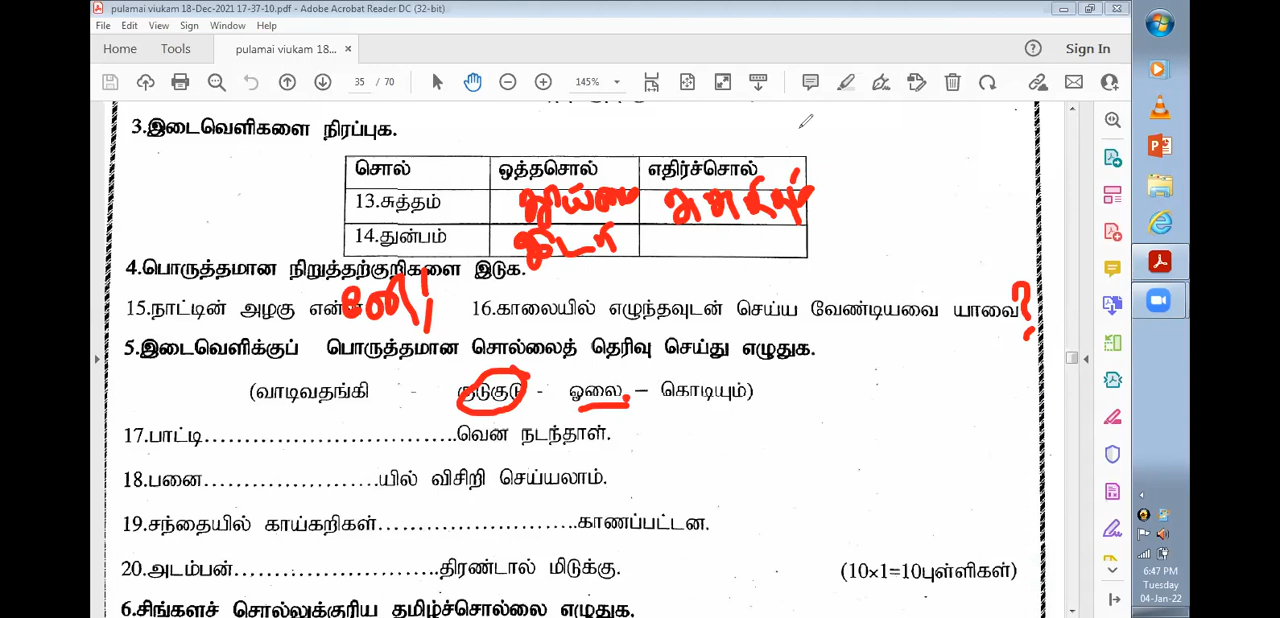 pulamai viukam 18-Dec-2021 17-37-10.pdf - Adobe Acrobat Reader DC (32-bit)
File Edit View Sign Window Help
Home Tools pulamai viukam 18... × Sign In
35 / 70 145%
3.இடைவெளிகளை நிரப்புக.
சொல் ஒத்தசொல் எதிர்ச்சொல்
13.சுத்தம் தூய்மை
14.துன்பம் இடர்
4.பொருத்தமான நிறுத்தற்குறிகளை இடுக.
15.நாட்டின் அழகு என்னே! 16.காலையில் எழுந்தவுடன் செய்ய வேண்டியவை யாவை?
5.இடைவெளிக்குப் பொருத்தமான சொல்லைத் தெரிவு செய்து எழுதுக.
(வாடிவதங்கி - குடுகுடு - ஓலை – கொடியும்)
17.பாட்டி.................................வென நடந்தாள்.
18.பனை.......................யில் விசிறி செய்யலாம்.
19.சந்தையில் காய்கறிகள்..........................காணப்பட்டன.
20.அடம்பன்...........................திரண்டால் மிடுக்கு. (10×1=10புள்ளிகள்)
6.சிங்களச் சொல்லுக்குரிய தமிழ்ச்சொல்லை எழுதுக.
6:47 PM
Tuesday
04-Jan-22